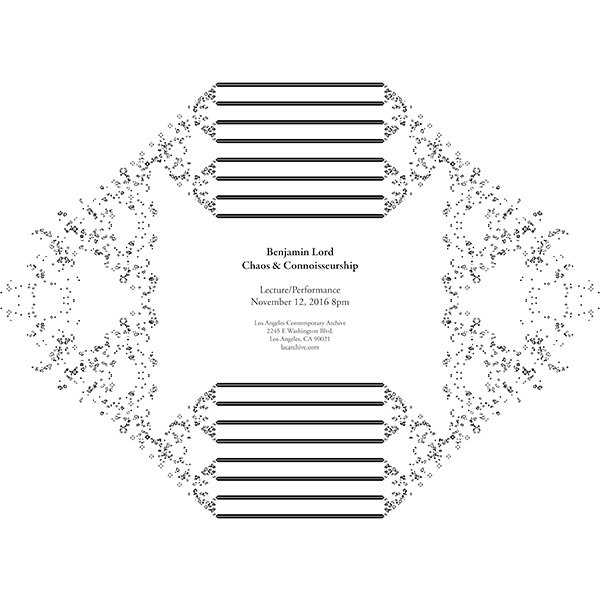 Benjamin Lord
Chaos & Connoisseurship
Lecture/Performance
November 12, 2016 8pm
Los Angeles Contemporary Archive
2245 E Washington Blvd.
Los Angeles, CA 90021
lacarchive.com